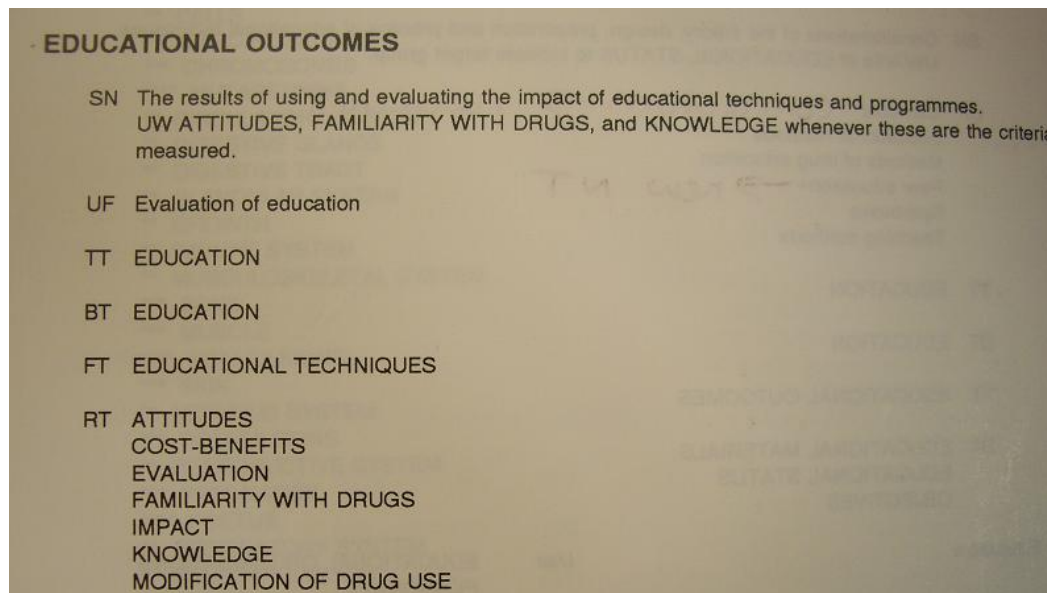 EDUCATIONAL OUTCOMES
SN The results of using and evaluating the impact of educational techniques and programmes.
UW ATTITUDES, FAMILIARITY WITH DRUGS, and KNOWLEDGE whenever these are the criteria
measured.
UF Evaluation of education
TT EDUCATION
BT EDUCATION
FT EDUCATIONAL TECHNIQUES
RT ATTITUDES
COST-BENEFITS
EVALUATION
FAMILIARITY WITH DRUGS
IMPACT
KNOWLEDGE
MODIFICATION OF DRUG USE